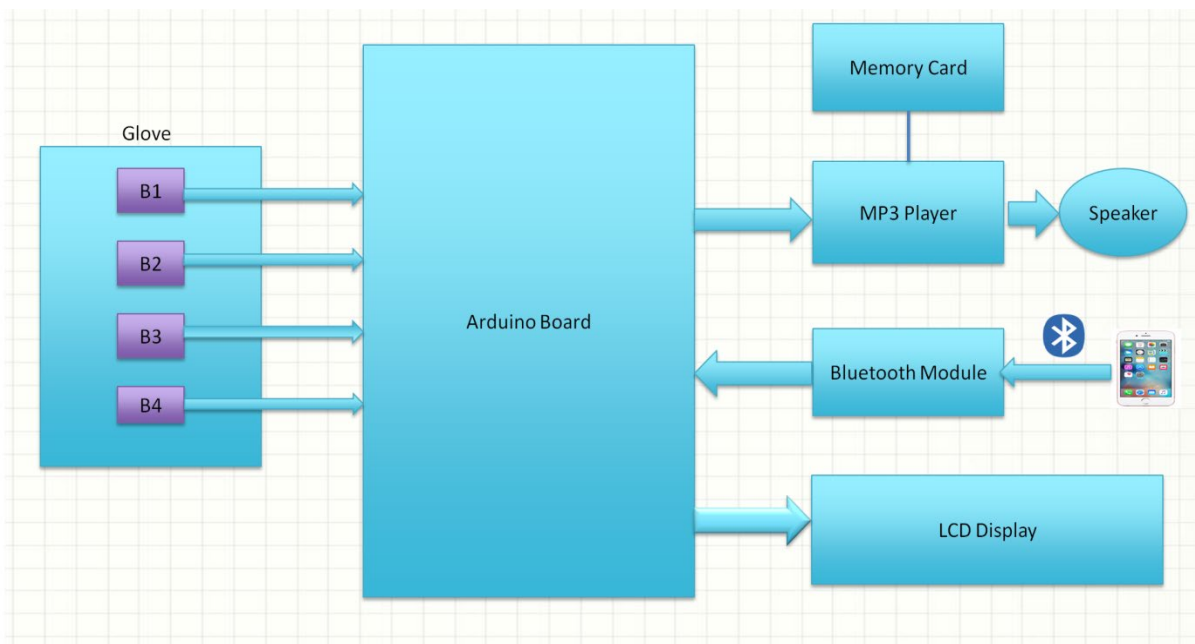 Glove
B1
B2
B3
B4
Arduino Board
Memory Card
MP3 Player
Speaker
Bluetooth Module
LCD Display